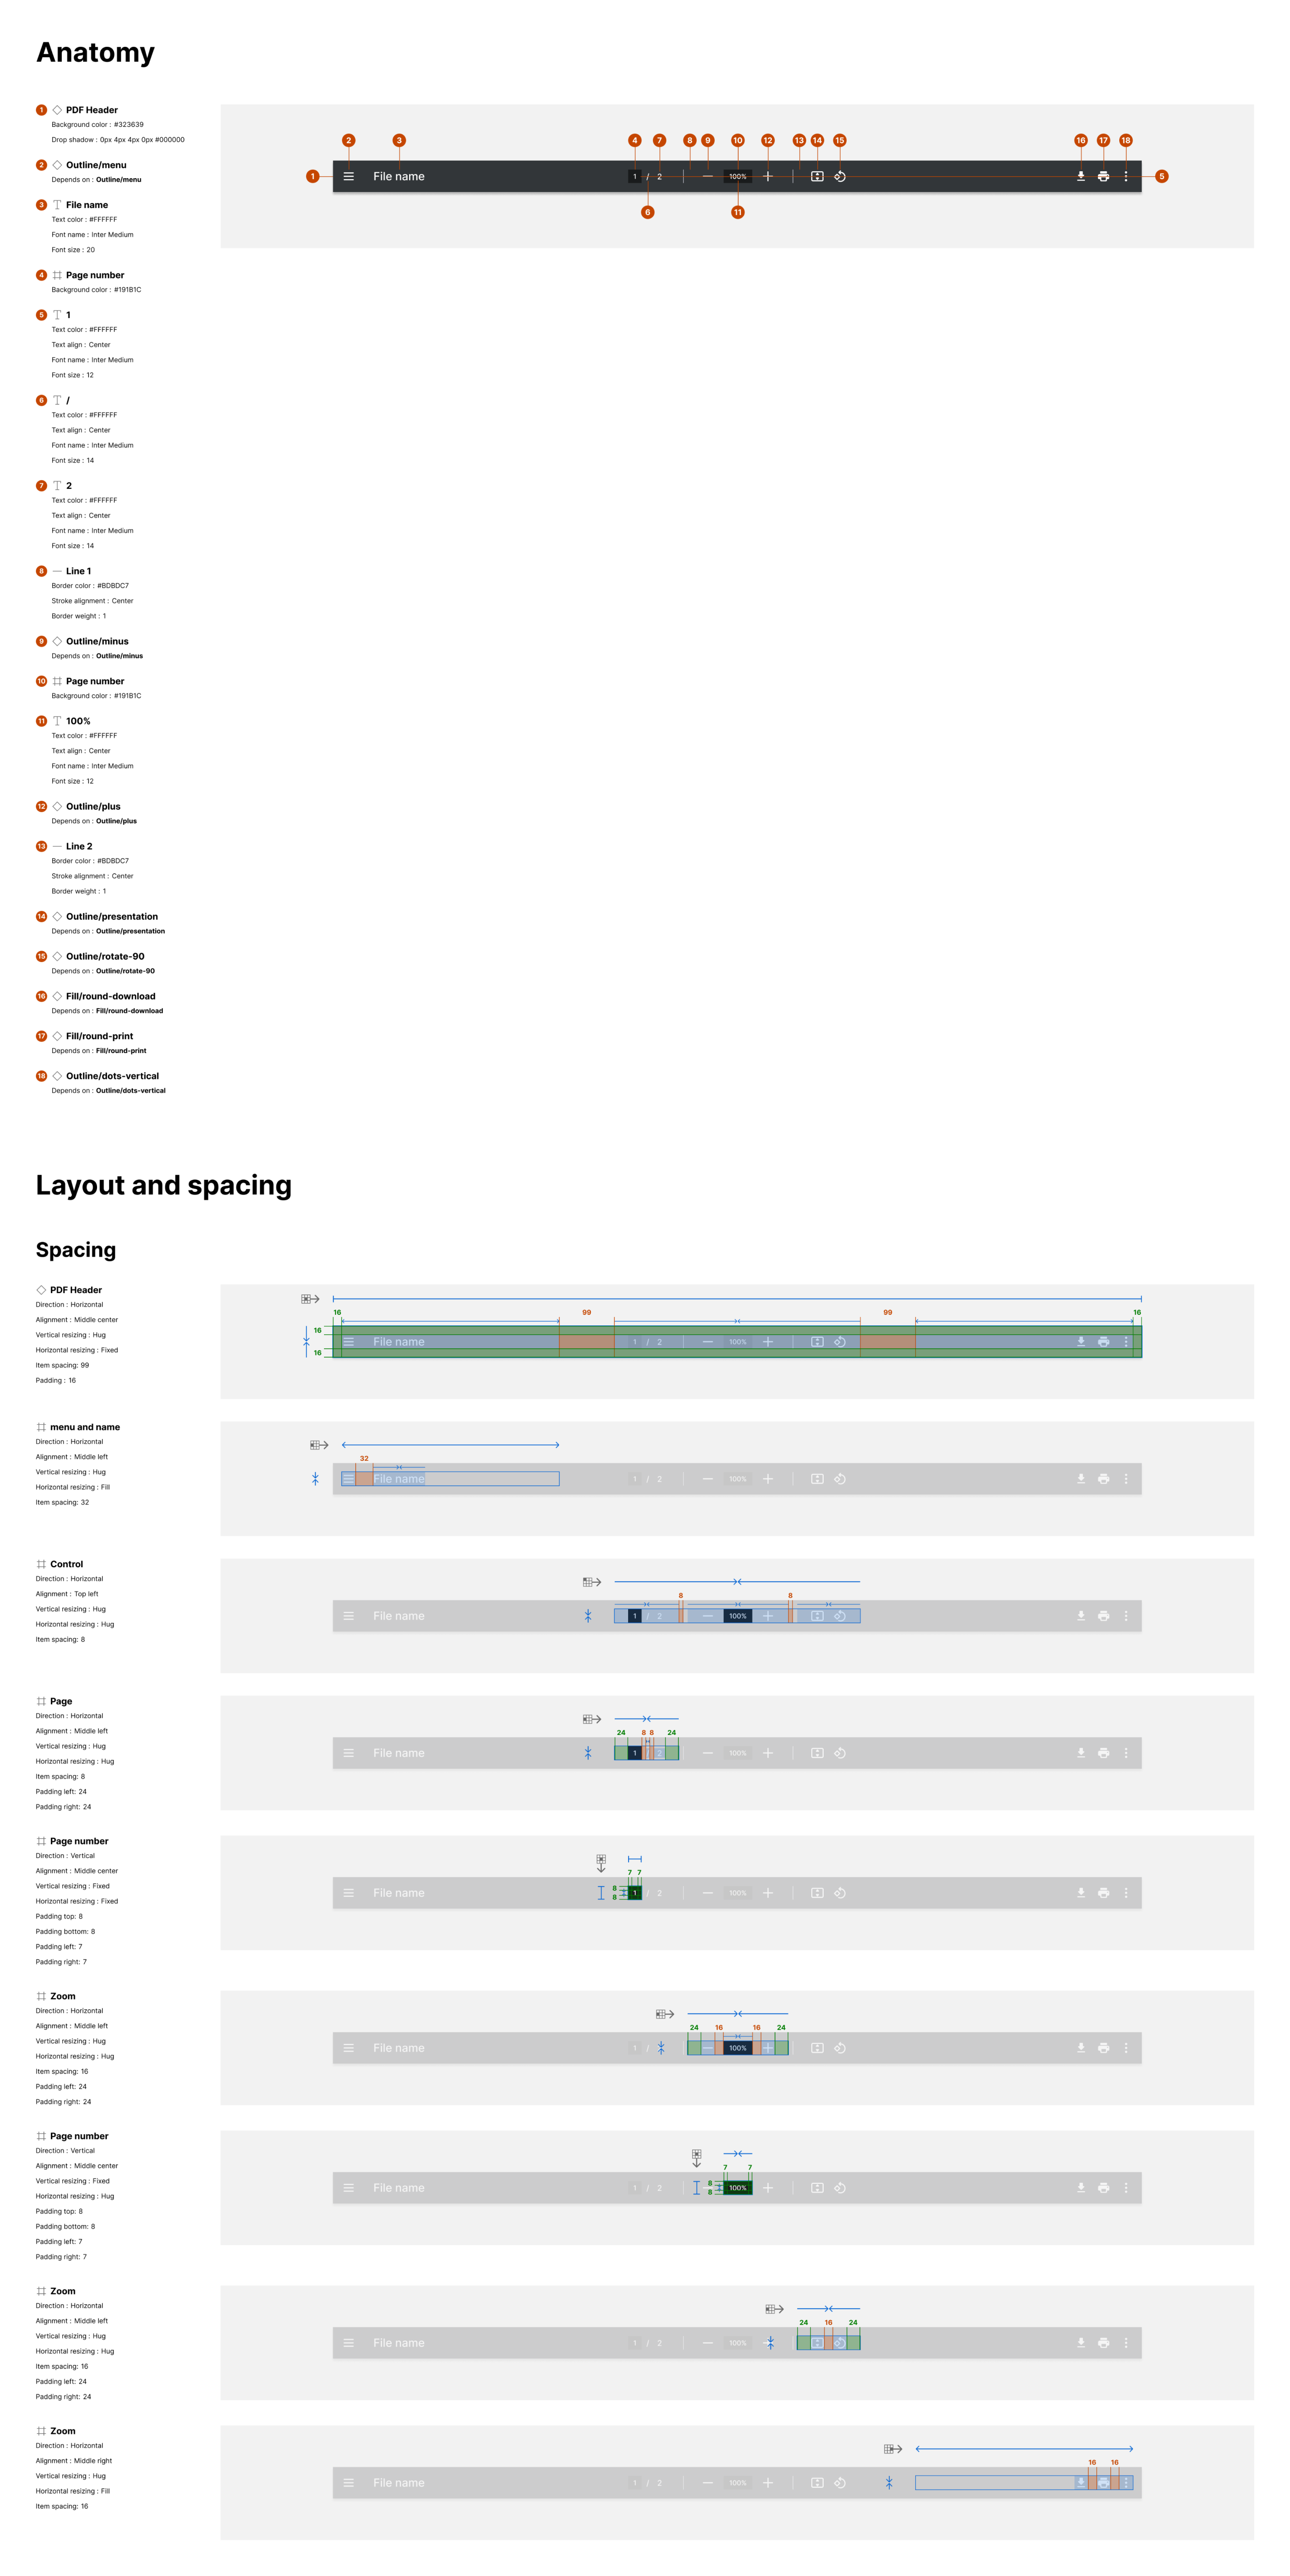 Anatomy
1 PDF Header
Background color : #323639
Drop shadow : 0px 4px 4px 0px #000000
2 Outline/menu
Depends on : Outline/menu
3 File name
Text color : #FFFFFF
Font name : Inter Medium
Font size : 20
4 Page number
Background color : #191B1C
5 1
Text color : #FFFFFF
Text align : Center
Font name : Inter Medium
Font size : 12
6 /
Text color : #FFFFFF
Text align : Center
Font name : Inter Medium
Font size : 14
7 2
Text color : #FFFFFF
Text align : Center
Font name : Inter Medium
Font size : 14
8 Line 1
Border color : #BDBDC7
Stroke alignment : Center
Border weight : 1
9 Outline/minus
Depends on : Outline/minus
10 Page number
Background color : #191B1C
11 100%
Text color : #FFFFFF
Text align : Center
Font name : Inter Medium
Font size : 12
12 Outline/plus
Depends on : Outline/plus
13 Line 2
Border color : #BDBDC7
Stroke alignment : Center
Border weight : 1
14 Outline/presentation
Depends on : Outline/presentation
15 Outline/rotate-90
Depends on : Outline/rotate-90
16 Fill/round-download
Depends on : Fill/round-download
17 Fill/round-print
Depends on : Fill/round-print
18 Outline/dots-vertical
Depends on : Outline/dots-vertical
2 3 4 7 8 9 10 12 13 14 15 16 17 18
1 File name 1 / 2 100% 5
6 11
Layout and spacing
Spacing
PDF Header
Direction : Horizontal
Alignment : Middle center
Vertical resizing : Hug
Horizontal resizing : Fixed
Item spacing: 99
Padding : 16
16 99 99 16
16
File name 1 / 2 100%
16
menu and name
Direction : Horizontal
Alignment : Middle left
Vertical resizing : Hug
Horizontal resizing : Fill
Item spacing: 32
32
File name 1 / 2 100%
Control
Direction : Horizontal
Alignment : Top left
Vertical resizing : Hug
Horizontal resizing : Hug
Item spacing: 8
8 8
File name 1 / 2 100%
Page
Direction : Horizontal
Alignment : Middle left
Vertical resizing : Hug
Horizontal resizing : Hug
Item spacing: 8
Padding left: 24
Padding right: 24
24 8 8 24
File name 1 / 2 100%
Page number
Direction : Vertical
Alignment : Middle center
Vertical resizing : Fixed
Horizontal resizing : Fixed
Padding top: 8
Padding bottom: 8
Padding left: 7
Padding right: 7
7 7
8
File name 1 / 2 100%
8
Zoom
Direction : Horizontal
Alignment : Middle left
Vertical resizing : Hug
Horizontal resizing : Hug
Item spacing: 16
Padding left: 24
Padding right: 24
24 16 16 24
File name 1 / 2 100%
Page number
Direction : Vertical
Alignment : Middle center
Vertical resizing : Fixed
Horizontal resizing : Hug
Padding top: 8
Padding bottom: 8
Padding left: 7
Padding right: 7
7 7
8
File name 1 / 2 100%
8
Zoom
Direction : Horizontal
Alignment : Middle left
Vertical resizing : Hug
Horizontal resizing : Hug
Item spacing: 16
Padding left: 24
Padding right: 24
24 16 24
File name 1 / 2 100%
Zoom
Direction : Horizontal
Alignment : Middle right
Vertical resizing : Hug
Horizontal resizing : Fill
Item spacing: 16
16 16
File name 1 / 2 100%